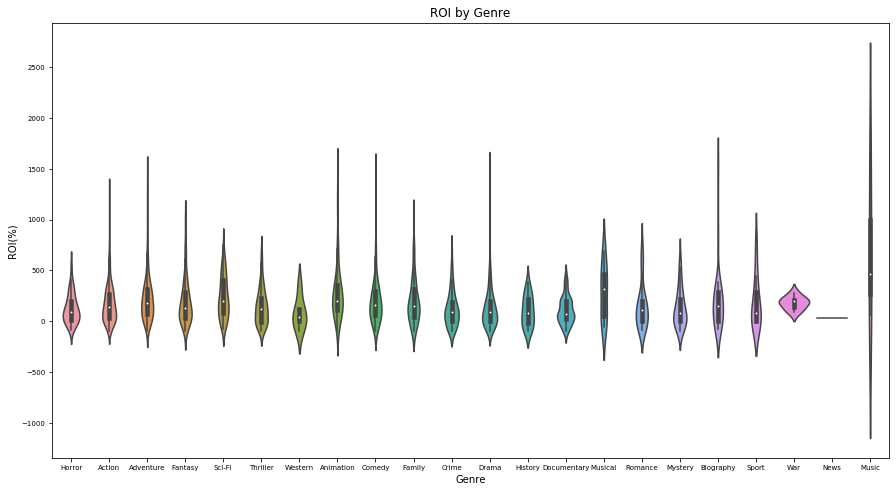 ROI by Genre
ROI(%)
2500
2000
1500
1000
500
0
−500
−1000
Horror Action Adventure Fantasy Sci-Fi Thriller Western Animation Comedy Family Crime Drama History Documentary Musical Romance Mystery Biography Sport War News Music
Genre